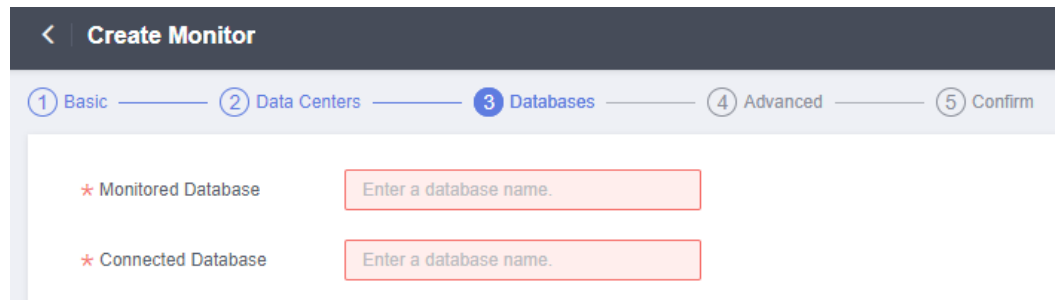 Create Monitor
1 Basic 2 Data Centers 3 Databases 4 Advanced 5 Confirm
* Monitored Database Enter a database name.
* Connected Database Enter a database name.